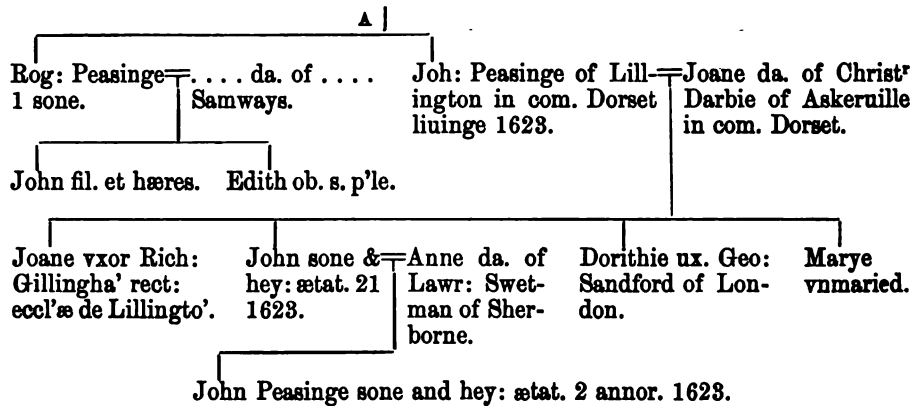 A
Rog: Peasinge . . . . da. of . . . .
1 sone. Samways.
Joh: Peasinge of Lill-
ington in com. Dorset
liuinge 1623.
Joane da. of Christr
Darbie of Askeruille
in com. Dorset.
John fil. et hæres. Edith ob. s. p'le.
Joane vxor Rich:
Gillingha' rect:
eccl'æ de Lillingto'.
John sone &
hey: ætat. 21
1623.
Anne da. of
Lawr: Swet-
man of Sher-
borne.
Dorithie ux. Geo:
Sandford of Lon-
don.
Marye
vnmaried.
John Peasinge sone and hey: ætat. 2 annor. 1623.